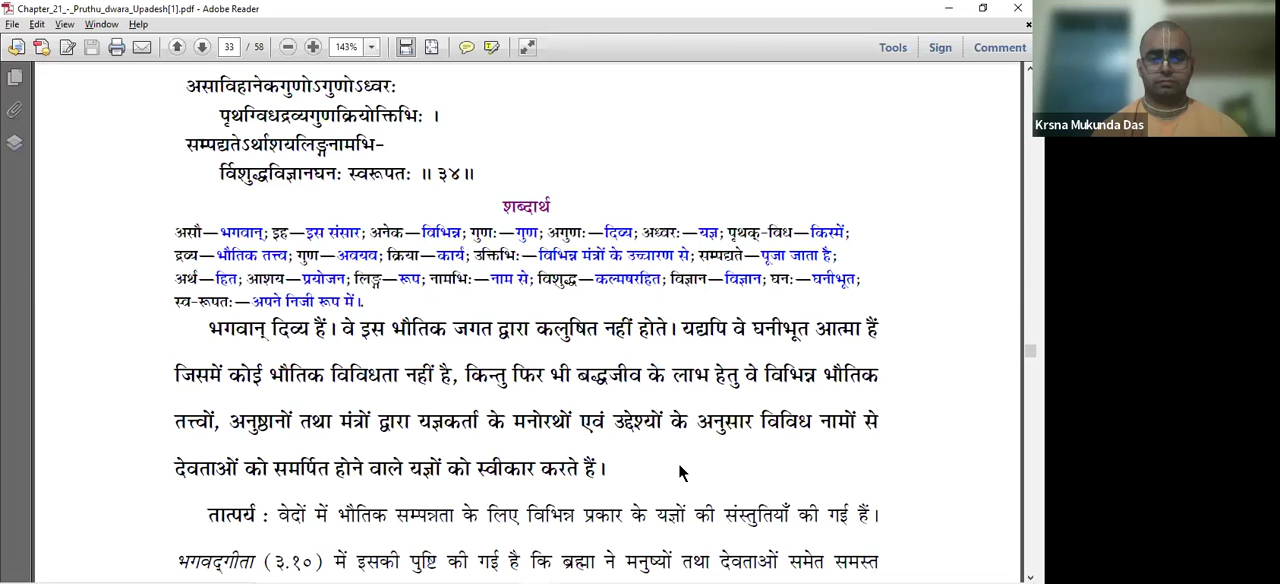 Chapter_21_-_Pruthu_dwara_Upadesh[1].pdf - Adobe Reader
File Edit View Window Help
33 / 58 143% Tools Sign Comment
Krsna Mukunda Das
असाविहानेकगुणोऽगुणोऽध्वरः
पृथग्विधद्रव्यगुणक्रियोक्तिभिः ।
सम्पद्यतेऽर्थाशयलिङ्गनामभि-
र्विशुद्धविज्ञानघनः स्वरूपतः ॥ ३४॥
शब्दार्थ
असौ—भगवान्; इह—इस संसार; अनेक—विभिन्न; गुणः—गुण; अगुणः—दिव्य; अध्वरः—यज्ञ; पृथक्-विध—किस्में;
द्रव्य—भौतिक तत्त्व; गुण—अवयव; क्रिया—कार्य; उक्तिभिः—विभिन्न मंत्रों के उच्चारण से; सम्पद्यते—पूजा जाता है;
अर्थ—हित; आशय—प्रयोजन; लिङ्ग—रूप; नामभिः—नाम से; विशुद्ध—कल्मषरहित; विज्ञान—विज्ञान; घनः—घनीभूत;
स्व-रूपतः—अपने निजी रूप में।.
भगवान् दिव्य हैं। वे इस भौतिक जगत द्वारा कलुषित नहीं होते। यद्यपि वे घनीभूत आत्मा हैं
जिसमें कोई भौतिक विविधता नहीं है, किन्तु फिर भी बद्धजीव के लाभ हेतु वे विभिन्न भौतिक
तत्त्वों, अनुष्ठानों तथा मंत्रों द्वारा यज्ञकर्ता के मनोरथों एवं उद्देश्यों के अनुसार विविध नामों से
देवताओं को समर्पित होने वाले यज्ञों को स्वीकार करते हैं।
तात्पर्य : वेदों में भौतिक सम्पन्नता के लिए विभिन्न प्रकार के यज्ञों की संस्तुतियाँ की गई हैं।
भगवद्गीता (३.१०) में इसकी पुष्टि की गई है कि ब्रह्मा ने मनुष्यों तथा देवताओं समेत समस्त